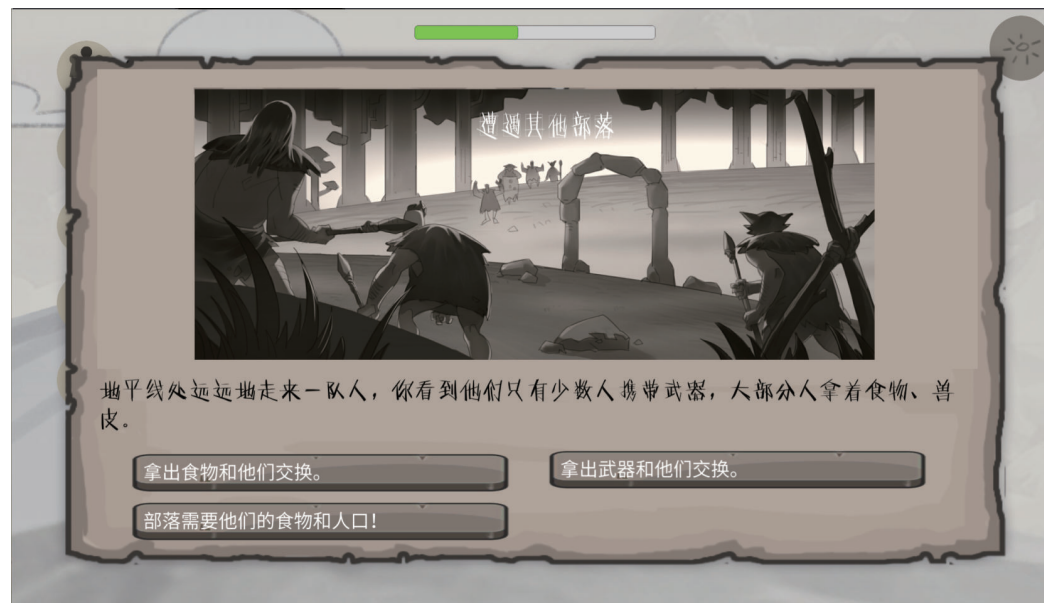 遭遇其他部落
地平线处远远地走来一队人，你看到他们只有少数人携带武器，大部分人拿着食物、兽
皮。
拿出食物和他们交换。
拿出武器和他们交换。
部落需要他们的食物和人口！